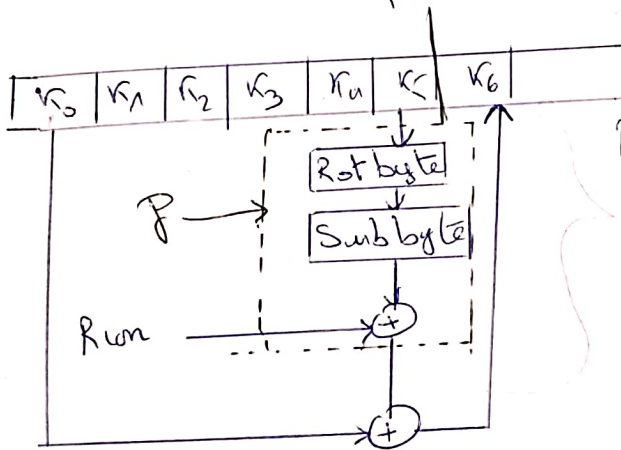 K0 K1 K2 K3 K4 K5 K6
Rot byte
Sub byte
Rcon
+
+